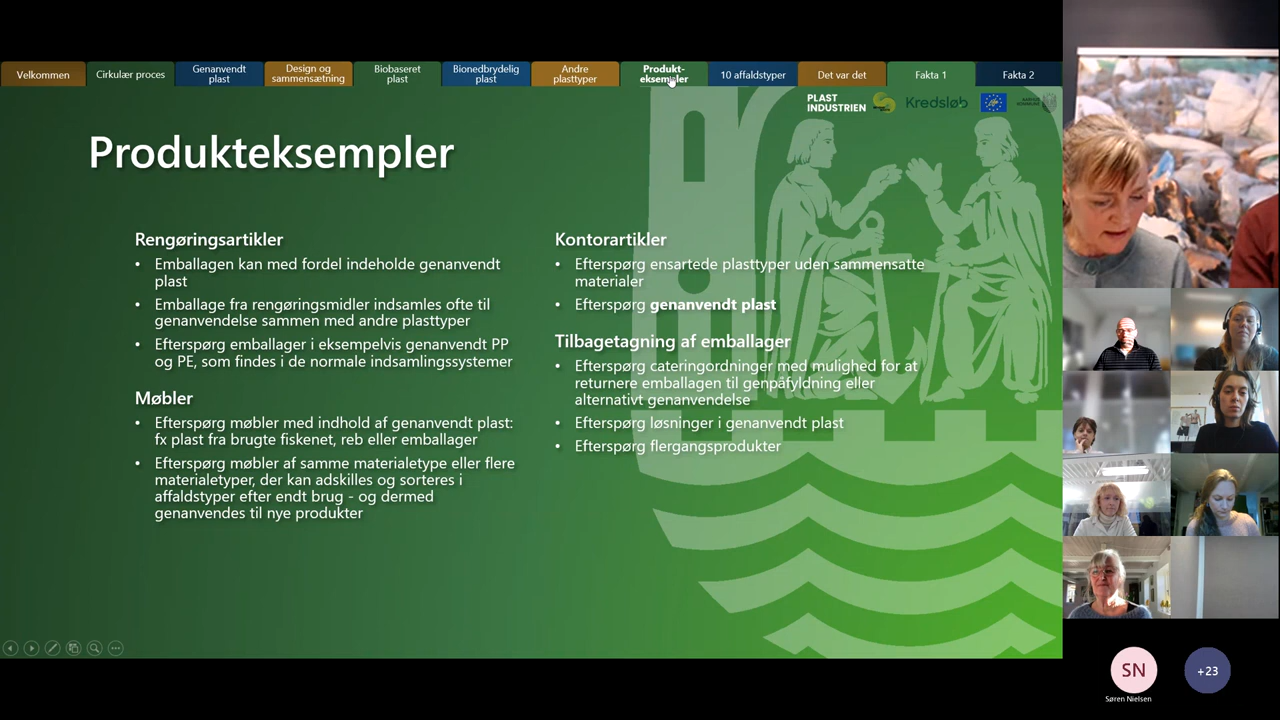 Velkommen
Cirkulær proces
Genanvendt
plast
Design og
sammensætning
Biobaseret
plast
Bionedbrydelig
plast
Andre
plasttyper
Produkt-
eksempler
10 affaldstyper
Det var det
Fakta 1
Fakta 2
PLAST
INDUSTRIEN
Kredsløb
Produkteksempler
Rengøringsartikler
• Emballagen kan med fordel indeholde genanvendt
plast
• Emballage fra rengøringsmidler indsamles ofte til
genanvendelse sammen med andre plasttyper
• Efterspørg emballager i eksempelvis genanvendt PP
og PE, som findes i de normale indsamlingssystemer
Møbler
• Efterspørg møbler med indhold af genanvendt plast:
fx plast fra brugte fiskenet, reb eller emballager
• Efterspørg møbler af samme materialetype eller flere
materialetyper, der kan adskilles og sorteres i
affaldstyper efter endt brug - og dermed
genanvendes til nye produkter
Kontorartikler
• Efterspørg ensartede plasttyper uden sammensatte
materialer
• Efterspørg genanvendt plast
Tilbagetagning af emballager
• Efterspørg cateringordninger med mulighed for at
returnere emballagen til genpåfyldning eller
alternativt genanvendelse
• Efterspørg løsninger i genanvendt plast
• Efterspørg flergangsprodukter
SN
+23
Søren Nielsen